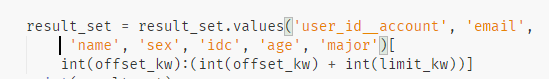 result_set = result_set.values('user_id__account', 'email',
'name', 'sex', 'idc', 'age', 'major')[
int(offset_kw):(int(offset_kw) + int(limit_kw))]